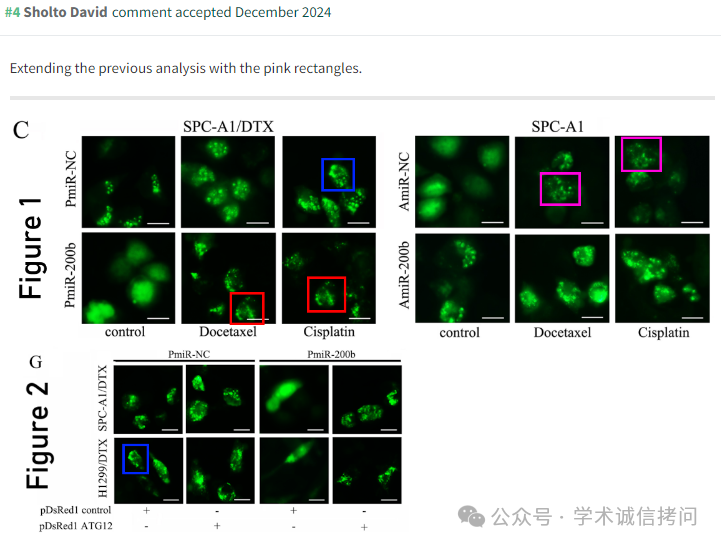 #4 Sholto David comment accepted December 2024
Extending the previous analysis with the pink rectangles.
C
SPC-A1/DTX
SPC-A1
Figure 1
PmiR-NC
PmiR-200b
AmiR-NC
AmiR-200b
control Docetaxel Cisplatin
control Docetaxel Cisplatin
Figure 2
G
PmiR-NC PmiR-200b
SPC-A1/DTX
H1299/DTX
pDsRed1 control + - + -
pDsRed1 ATG12 - + - +
公众号 · 学术诚信拷问